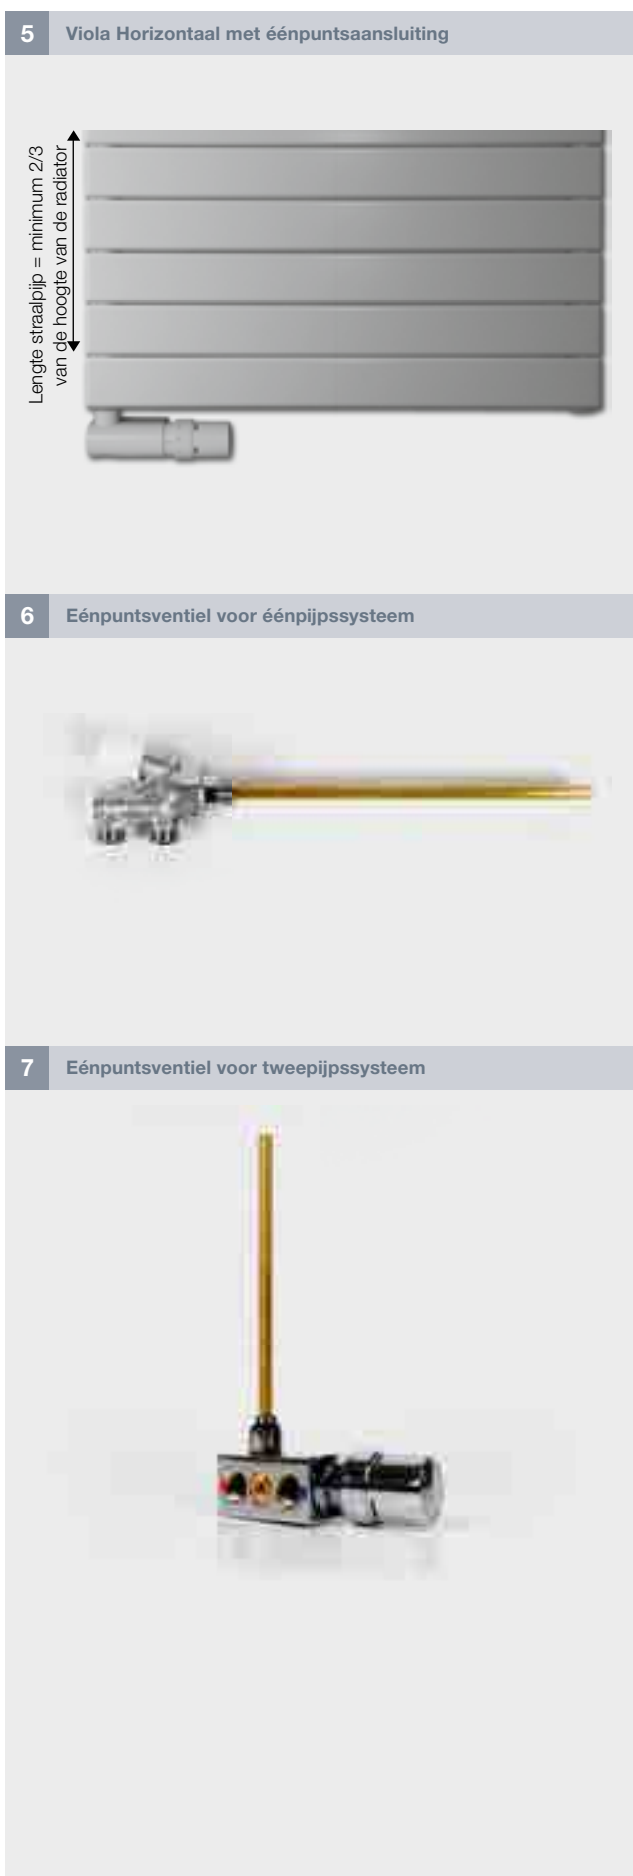 5 Viola Horizontaal met éénpuntsaansluiting
Lengte straalpijp = minimum 2/3
van de hoogte van de radiator
6 Eénpuntsventiel voor éénpijpssysteem
7 Eénpuntsventiel voor tweepijpssysteem